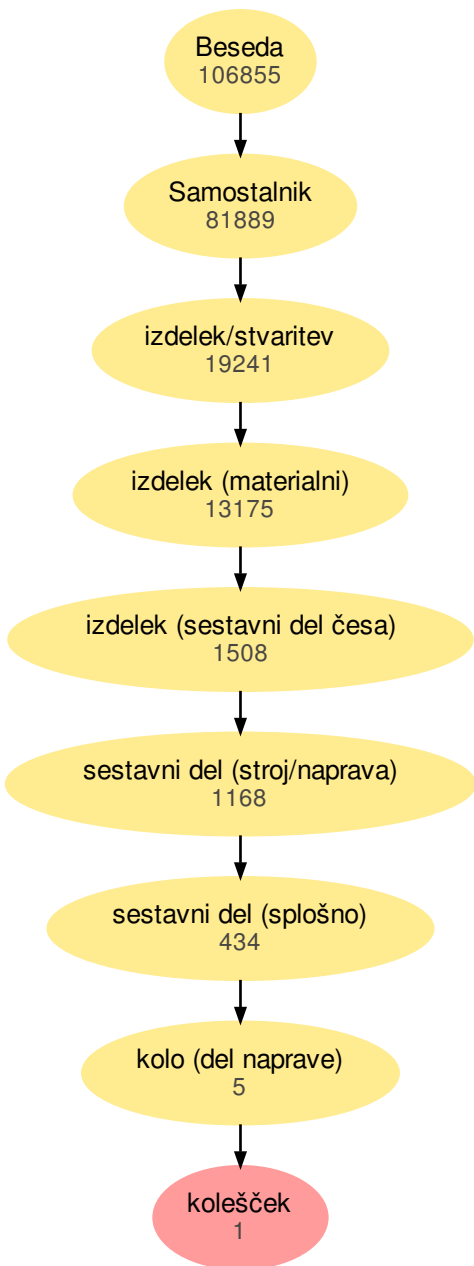 Beseda
106855
Samostalnik
81889
izdelek/stvaritev
19241
izdelek (materialni)
13175
izdelek (sestavni del česa)
1508
sestavni del (stroj/naprava)
1168
sestavni del (splošno)
434
kolo (del naprave)
5
kolešček
1